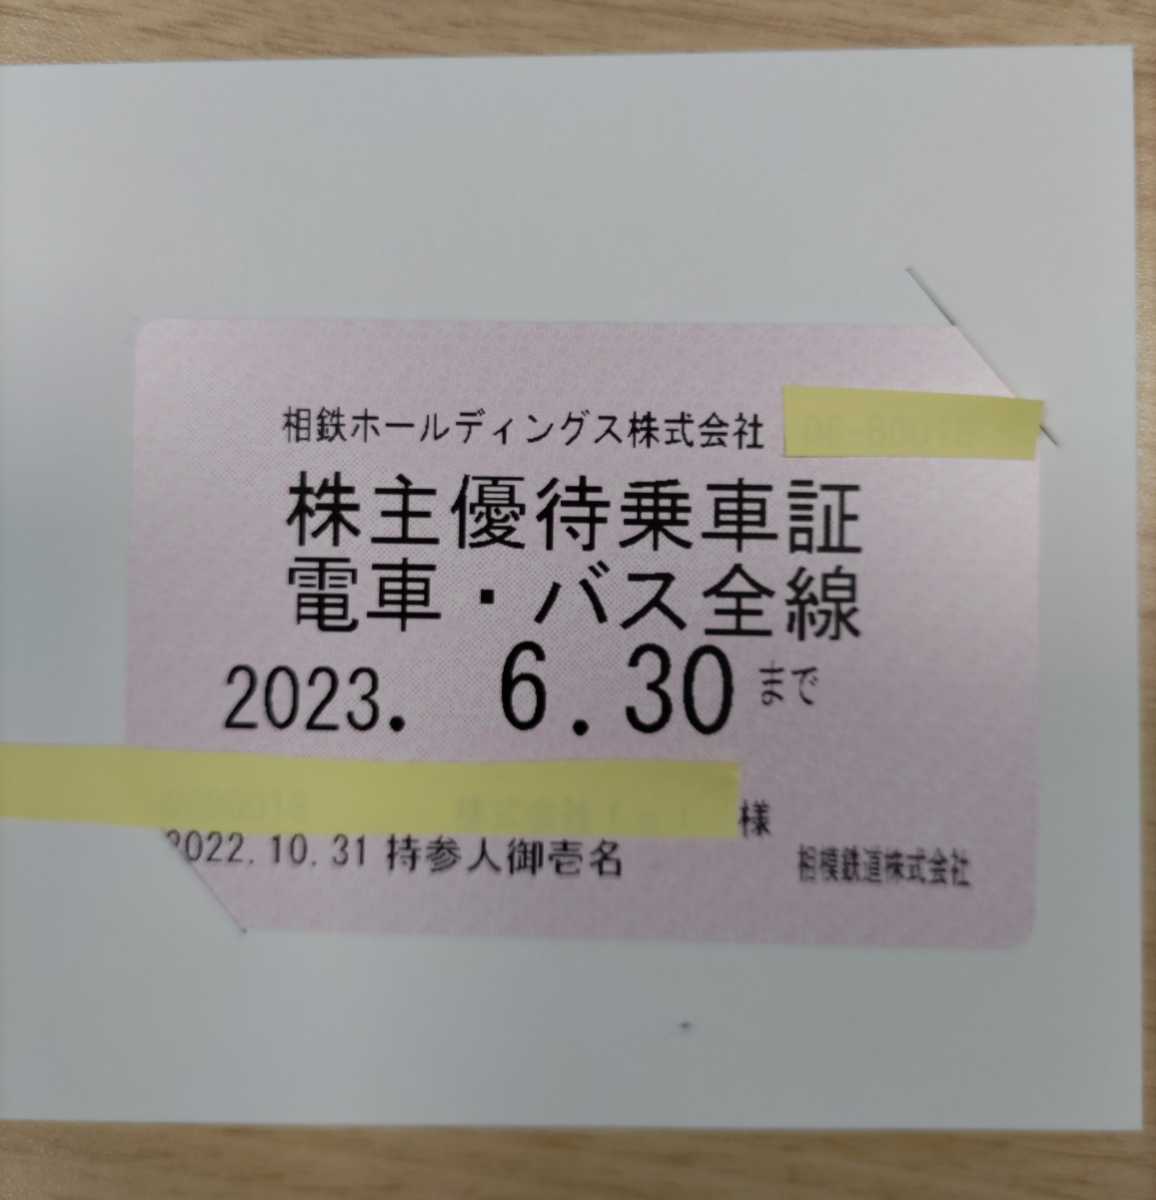 相鉄ホールディングス株式会社
株主優待乗車証
電車・バス全線
2023. 6.30まで
様
2022.10.31 持参人御壱名
相模鉄道株式会社